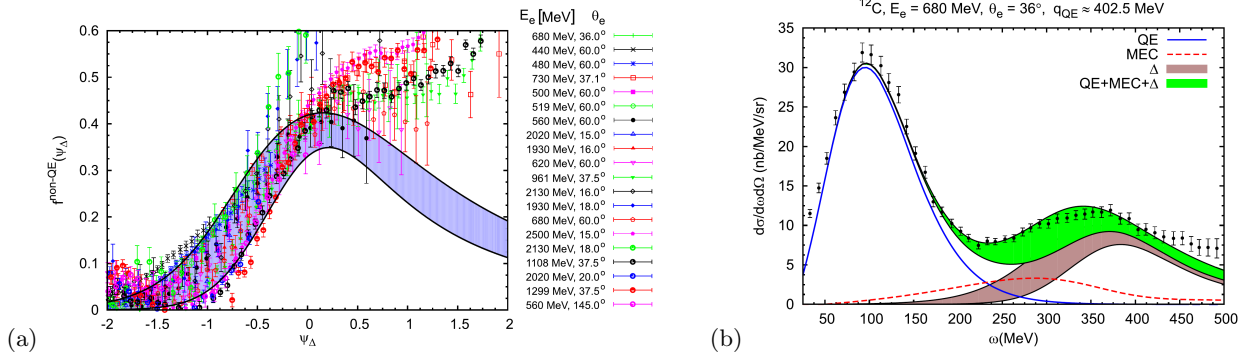 E_e [MeV] θ_e
680 MeV, 36.0°
440 MeV, 60.0°
480 MeV, 60.0°
730 MeV, 37.1°
500 MeV, 60.0°
519 MeV, 60.0°
560 MeV, 60.0°
2020 MeV, 15.0°
1930 MeV, 16.0°
620 MeV, 60.0°
961 MeV, 37.5°
2130 MeV, 16.0°
1930 MeV, 18.0°
680 MeV, 60.0°
2500 MeV, 15.0°
2130 MeV, 18.0°
1108 MeV, 37.5°
2020 MeV, 20.0°
1299 MeV, 37.5°
560 MeV, 145.0°
f^non-QE(ψ_Δ)
0.6
0.5
0.4
0.3
0.2
0.1
0
-2 -1.5 -1 -0.5 0 0.5 1 1.5 2
ψ_Δ
(a)
¹²C, E_e = 680 MeV, θ_e = 36°, q_QE ≈ 402.5 MeV
QE
MEC
Δ
QE+MEC+Δ
dσ/dωdΩ (nb/MeV/sr)
35
30
25
20
15
10
5
0
50 100 150 200 250 300 350 400 450 500
ω(MeV)
(b)